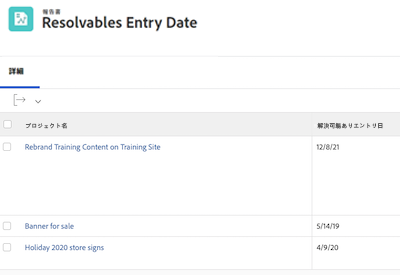 報告書
Resolvables Entry Date
詳細
プロジェクト名 解決可能ありエントリ日
Rebrand Training Content on Training Site 12/8/21
Banner for sale 5/14/19
Holiday 2020 store signs 4/9/20